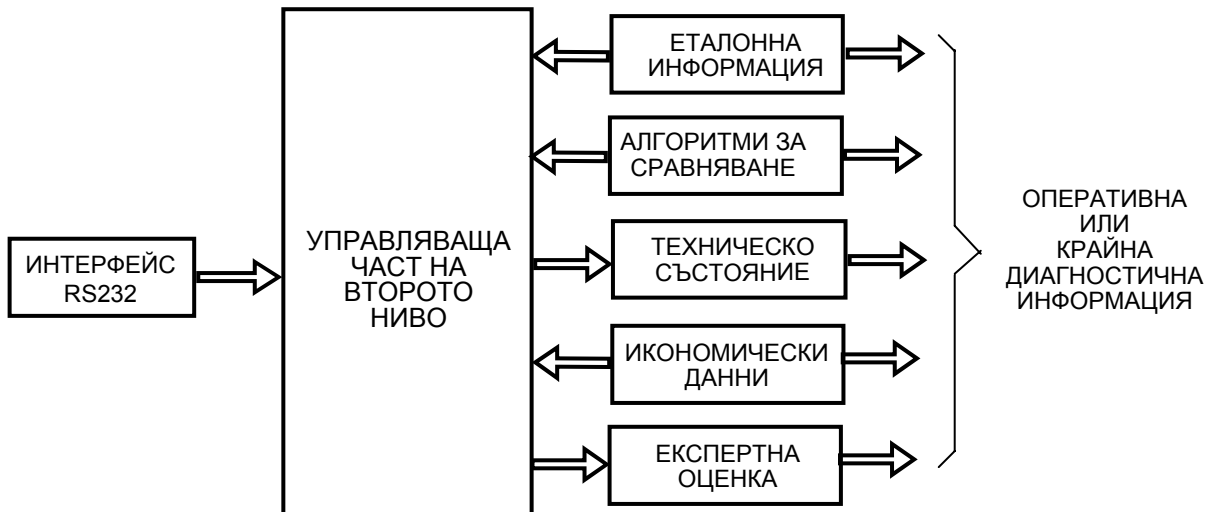 ИНТЕРФЕЙС
RS232
УПРАВЛЯВАЩА
ЧАСТ НА
ВТОРОТО
НИВО
ЕТАЛОННА
ИНФОРМАЦИЯ
АЛГОРИТМИ ЗА
СРАВНЯВАНЕ
ТЕХНИЧЕСКО
СЪСТОЯНИЕ
ИКОНОМИЧЕСКИ
ДАННИ
ЕКСПЕРТНА
ОЦЕНКА
ОПЕРАТИВНА
ИЛИ
КРАЙНА
ДИАГНОСТИЧНА
ИНФОРМАЦИЯ